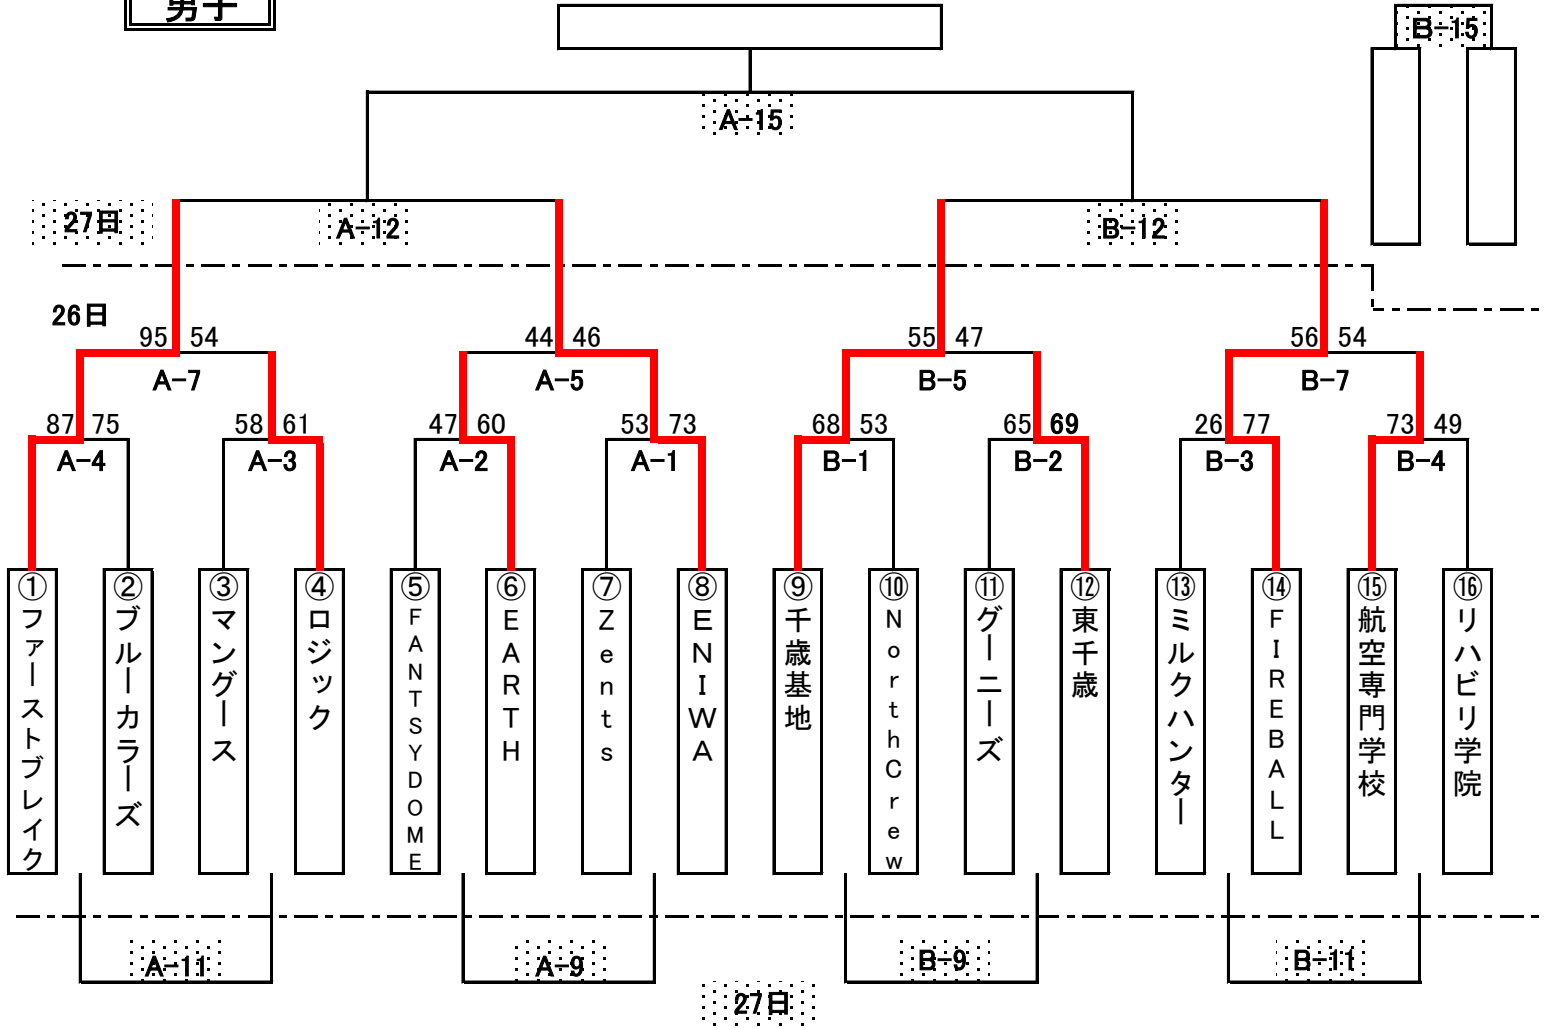 男子
B-15
A-15
27日
A-12
B-12
26日
95 54
44 46
55 47
56 54
A-7
A-5
B-5
B-7
87 75
58 61
47 60
53 73
68 53
65 69
26 77
73 49
A-4
A-3
A-2
A-1
B-1
B-2
B-3
B-4
①ファーストブレイク
②ブルーカラーズ
③マングース
④ロジック
⑤FANTSYDOME
⑥EARTH
⑦Zents
⑧ENIWA
⑨千歳基地
⑩NorthCrew
⑪グーニーズ
⑫東千歳
⑬ミルクハンター
⑭FIREBALL
⑮航空専門学校
⑯リハビリ学院
A-11
A-9
B-9
B-11
27日